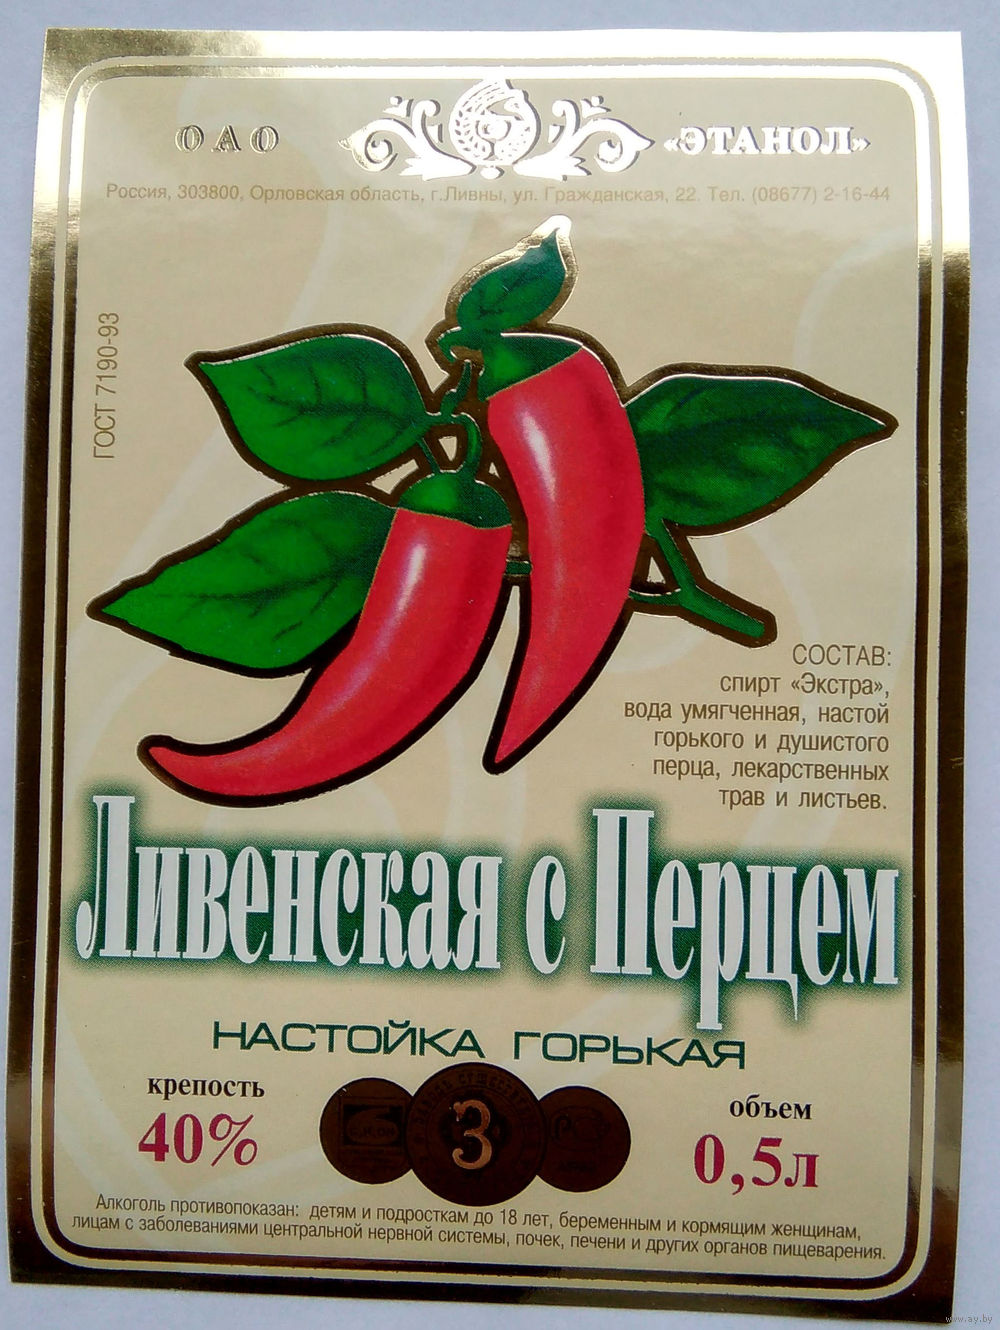 ОАО «ЭТАНОЛ»
Россия, 303800, Орловская область, г.Ливны, ул. Гражданская, 22. Тел. (08677) 2-16-44
ГОСТ 7190-93
СОСТАВ:
спирт «Экстра»,
вода умягченная, настой
горького и душистого
перца, лекарственных
трав и листьев.
Ливенская с Перцем
НАСТОЙКА ГОРЬКАЯ
крепость
40%
3
объем
0,5л
Алкоголь противопоказан: детям и подросткам до 18 лет, беременным и кормящим женщинам,
лицам с заболеваниями центральной нервной системы, почек, печени и других органов пищеварения.
www.ay.by